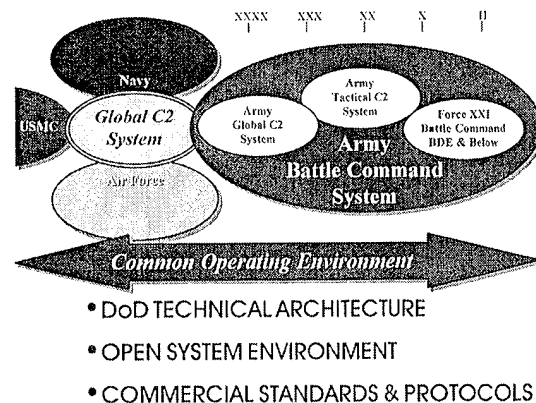 XXXX XXX XX X II
Navy
USMC
Global C2
System
Air Force
Army
Global C2
System
Army
Tactical C2
System
Force XXI
Battle Command
BDE & Below
Army
Battle Command
System
Common Operating Environment
• DoD TECHNICAL ARCHITECTURE
• OPEN SYSTEM ENVIRONMENT
• COMMERCIAL STANDARDS & PROTOCOLS